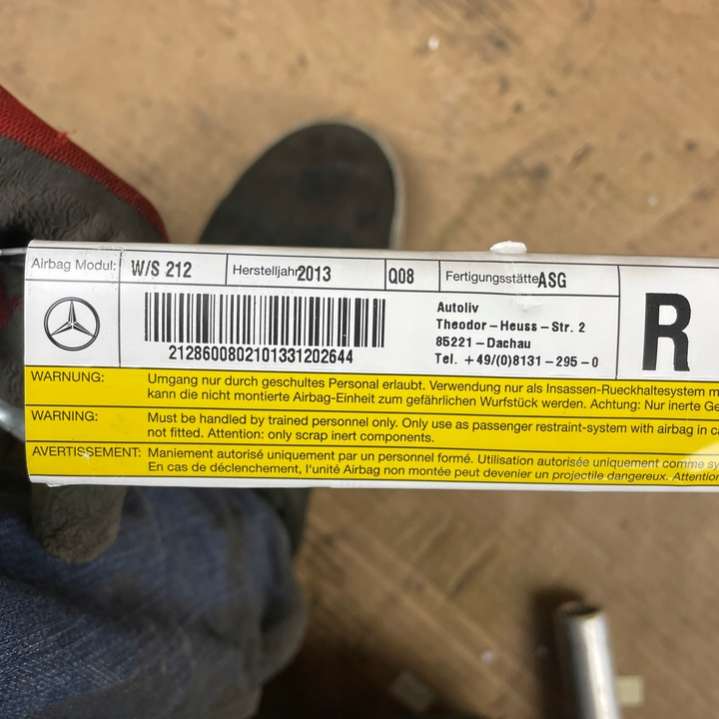 Airbag Modul: W/S 212 Herstelljahr 2013 Q08 Fertigungsstätte ASG
R
2128600802101331202644
Autoliv
Theodor-Heuss-Str. 2
85221-Dachau
Tel. +49/(0)8131-295-0
WARNUNG: Umgang nur durch geschultes Personal erlaubt. Verwendung nur als Insassen-Rueckhaltesystem
kann die nicht montierte Airbag-Einheit zum gefährlichen Wurfstück werden. Achtung: Nur inerte
WARNING: Must be handled by trained personnel only. Only use as passenger restraint-system with airbag in
not fitted. Attention: only scrap inert components.
AVERTISSEMENT: Maniement autorisé uniquement par un personnel formé. Utilisation autorisée uniquement comme
En cas de déclenchement, l'unité Airbag non montée peut devenir un projectile dangereux. Attention